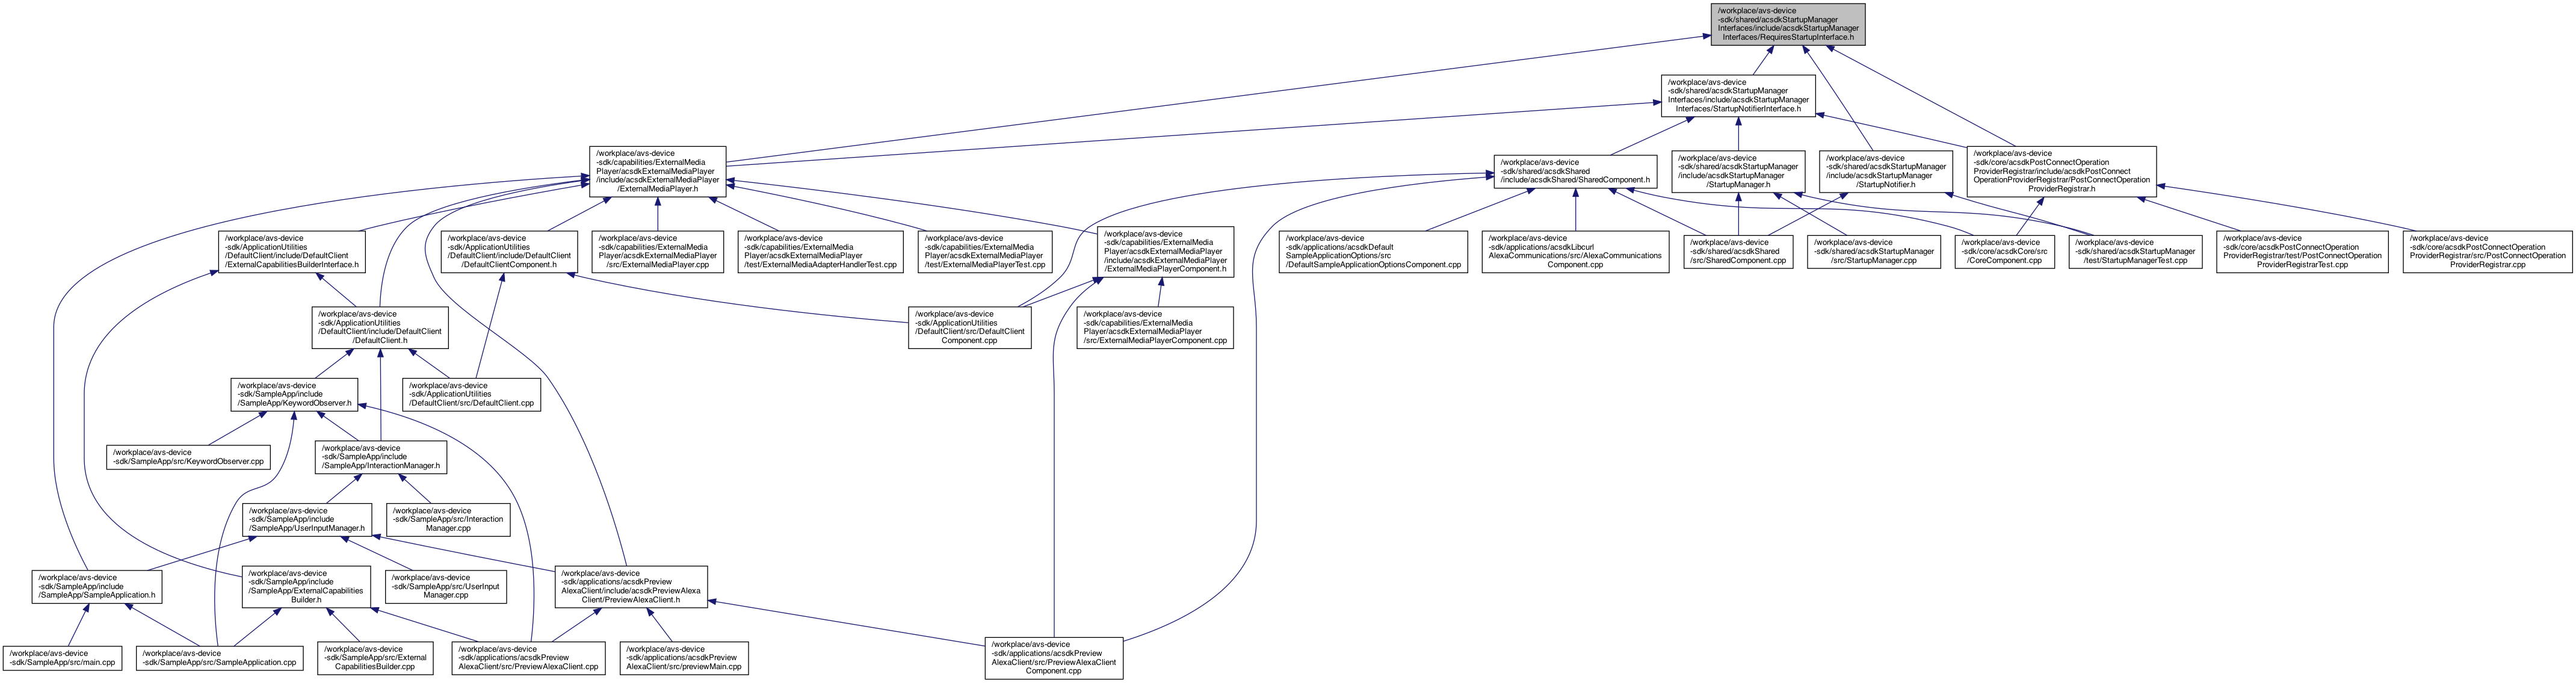 /workplace/avs-device
-sdk/shared/acsdkStartupManager
Interfaces/include/acsdkStartupManager
Interfaces/RequiresStartupInterface.h
/workplace/avs-device
-sdk/shared/acsdkStartupManager
Interfaces/include/acsdkStartupManager
Interfaces/StartupNotifierInterface.h
/workplace/avs-device
-sdk/capabilities/ExternalMedia
Player/acsdkExternalMediaPlayer
/include/acsdkExternalMediaPlayer
/ExternalMediaPlayer.h
/workplace/avs-device
-sdk/shared/acsdkShared
/include/acsdkShared/SharedComponent.h
/workplace/avs-device
-sdk/shared/acsdkStartupManager
/include/acsdkStartupManager
/StartupManager.h
/workplace/avs-device
-sdk/shared/acsdkStartupManager
/include/acsdkStartupManager
/StartupNotifier.h
/workplace/avs-device
-sdk/core/acsdkPostConnectOperation
ProviderRegistrar/include/acsdkPostConnect
OperationProviderRegistrar/PostConnectOperation
ProviderRegistrar.h
/workplace/avs-device
-sdk/ApplicationUtilities
/DefaultClient/include/DefaultClient
/ExternalCapabilitiesBuilderInterface.h
/workplace/avs-device
-sdk/ApplicationUtilities
/DefaultClient/include/DefaultClient
/DefaultClientComponent.h
/workplace/avs-device
-sdk/capabilities/ExternalMedia
Player/acsdkExternalMediaPlayer
/src/ExternalMediaPlayer.cpp
/workplace/avs-device
-sdk/capabilities/ExternalMedia
Player/acsdkExternalMediaPlayer
/test/ExternalMediaAdapterHandlerTest.cpp
/workplace/avs-device
-sdk/capabilities/ExternalMedia
Player/acsdkExternalMediaPlayer
/test/ExternalMediaPlayerTest.cpp
/workplace/avs-device
-sdk/capabilities/ExternalMedia
Player/acsdkExternalMediaPlayer
/include/acsdkExternalMediaPlayer
/ExternalMediaPlayerComponent.h
/workplace/avs-device
-sdk/applications/acsdkDefault
SampleApplicationOptions/src
/DefaultSampleApplicationOptionsComponent.cpp
/workplace/avs-device
-sdk/applications/acsdkLibcurl
AlexaCommunications/src/AlexaCommunications
Component.cpp
/workplace/avs-device
-sdk/shared/acsdkShared
/src/SharedComponent.cpp
/workplace/avs-device
-sdk/shared/acsdkStartupManager
/src/StartupManager.cpp
/workplace/avs-device
-sdk/core/acsdkCore/src
/CoreComponent.cpp
/workplace/avs-device
-sdk/shared/acsdkStartupManager
/test/StartupManagerTest.cpp
/workplace/avs-device
-sdk/core/acsdkPostConnectOperation
ProviderRegistrar/test/PostConnectOperation
ProviderRegistrarTest.cpp
/workplace/avs-device
-sdk/core/acsdkPostConnectOperation
ProviderRegistrar/src/PostConnectOperation
ProviderRegistrar.cpp
/workplace/avs-device
-sdk/ApplicationUtilities
/DefaultClient/include/DefaultClient
/DefaultClient.h
/workplace/avs-device
-sdk/ApplicationUtilities
/DefaultClient/src/DefaultClient
Component.cpp
/workplace/avs-device
-sdk/capabilities/ExternalMedia
Player/acsdkExternalMediaPlayer
/src/ExternalMediaPlayerComponent.cpp
/workplace/avs-device
-sdk/SampleApp/include
/SampleApp/KeywordObserver.h
/workplace/avs-device
-sdk/ApplicationUtilities
/DefaultClient/src/DefaultClient.cpp
/workplace/avs-device
-sdk/SampleApp/src/KeywordObserver.cpp
/workplace/avs-device
-sdk/SampleApp/include
/SampleApp/InteractionManager.h
/workplace/avs-device
-sdk/SampleApp/include
/SampleApp/UserInputManager.h
/workplace/avs-device
-sdk/SampleApp/src/Interaction
Manager.cpp
/workplace/avs-device
-sdk/SampleApp/include
/SampleApp/SampleApplication.h
/workplace/avs-device
-sdk/SampleApp/include
/SampleApp/ExternalCapabilities
Builder.h
/workplace/avs-device
-sdk/SampleApp/src/UserInput
Manager.cpp
/workplace/avs-device
-sdk/applications/acsdkPreview
AlexaClient/include/acsdkPreviewAlexa
Client/PreviewAlexaClient.h
/workplace/avs-device
-sdk/SampleApp/src/main.cpp
/workplace/avs-device
-sdk/SampleApp/src/SampleApplication.cpp
/workplace/avs-device
-sdk/SampleApp/src/External
CapabilitiesBuilder.cpp
/workplace/avs-device
-sdk/applications/acsdkPreview
AlexaClient/src/PreviewAlexaClient.cpp
/workplace/avs-device
-sdk/applications/acsdkPreview
AlexaClient/src/previewMain.cpp
/workplace/avs-device
-sdk/applications/acsdkPreview
AlexaClient/src/PreviewAlexaClient
Component.cpp